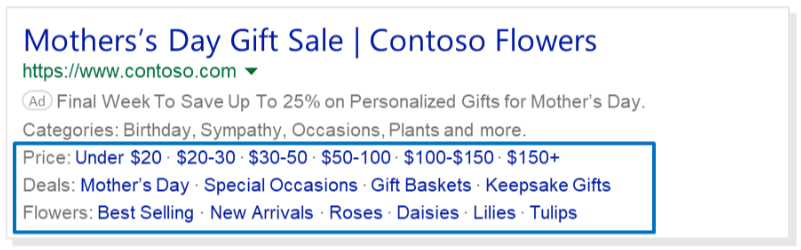 Mothers's Day Gift Sale | Contoso Flowers
https://www.contoso.com
Ad Final Week To Save Up To 25% on Personalized Gifts for Mother's Day.
Categories: Birthday, Sympathy, Occasions, Plants and more.
Price: Under $20 · $20-30 · $30-50 · $50-100 · $100-$150 · $150+
Deals: Mother's Day · Special Occasions · Gift Baskets · Keepsake Gifts
Flowers: Best Selling · New Arrivals · Roses · Daisies · Lilies · Tulips